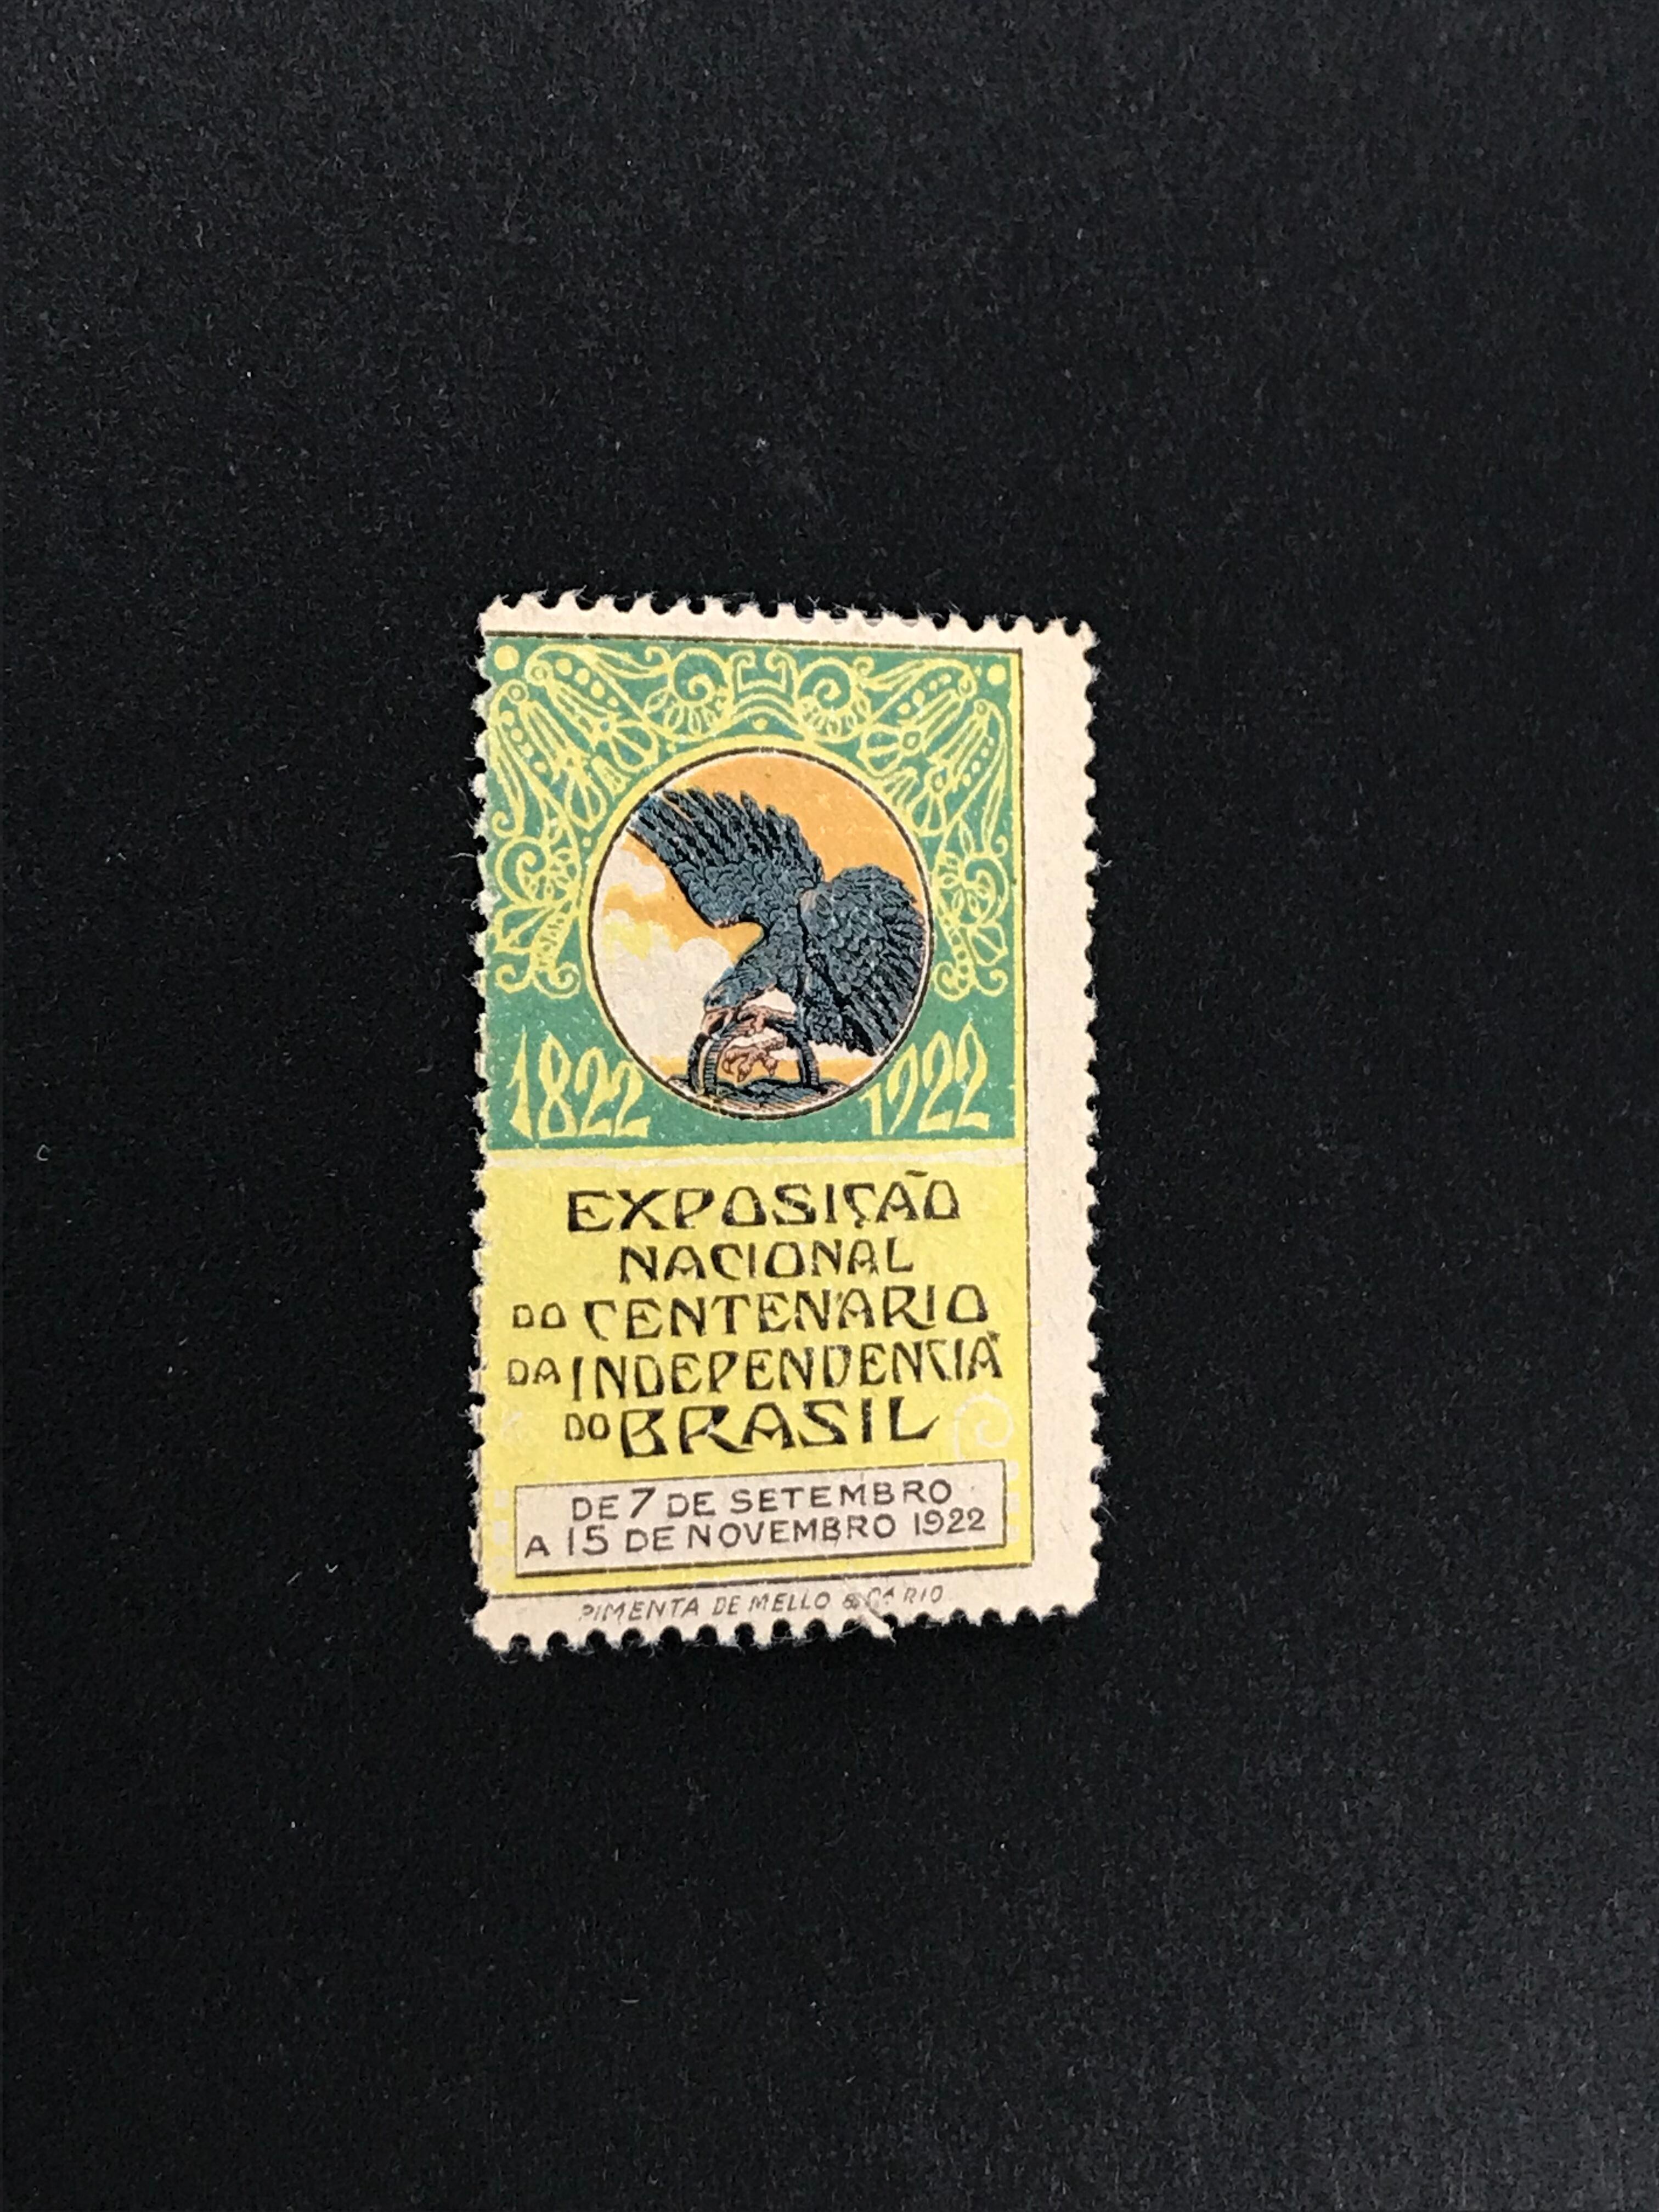 1822 1922
EXPOSIÇÃO
NACIONAL
DO CENTENARIO
DA INDEPENDENCIA
DO BRASIL
DE 7 DE SETEMBRO
A 15 DE NOVEMBRO 1922
PIMENTA DE MELLO & Cª RIO